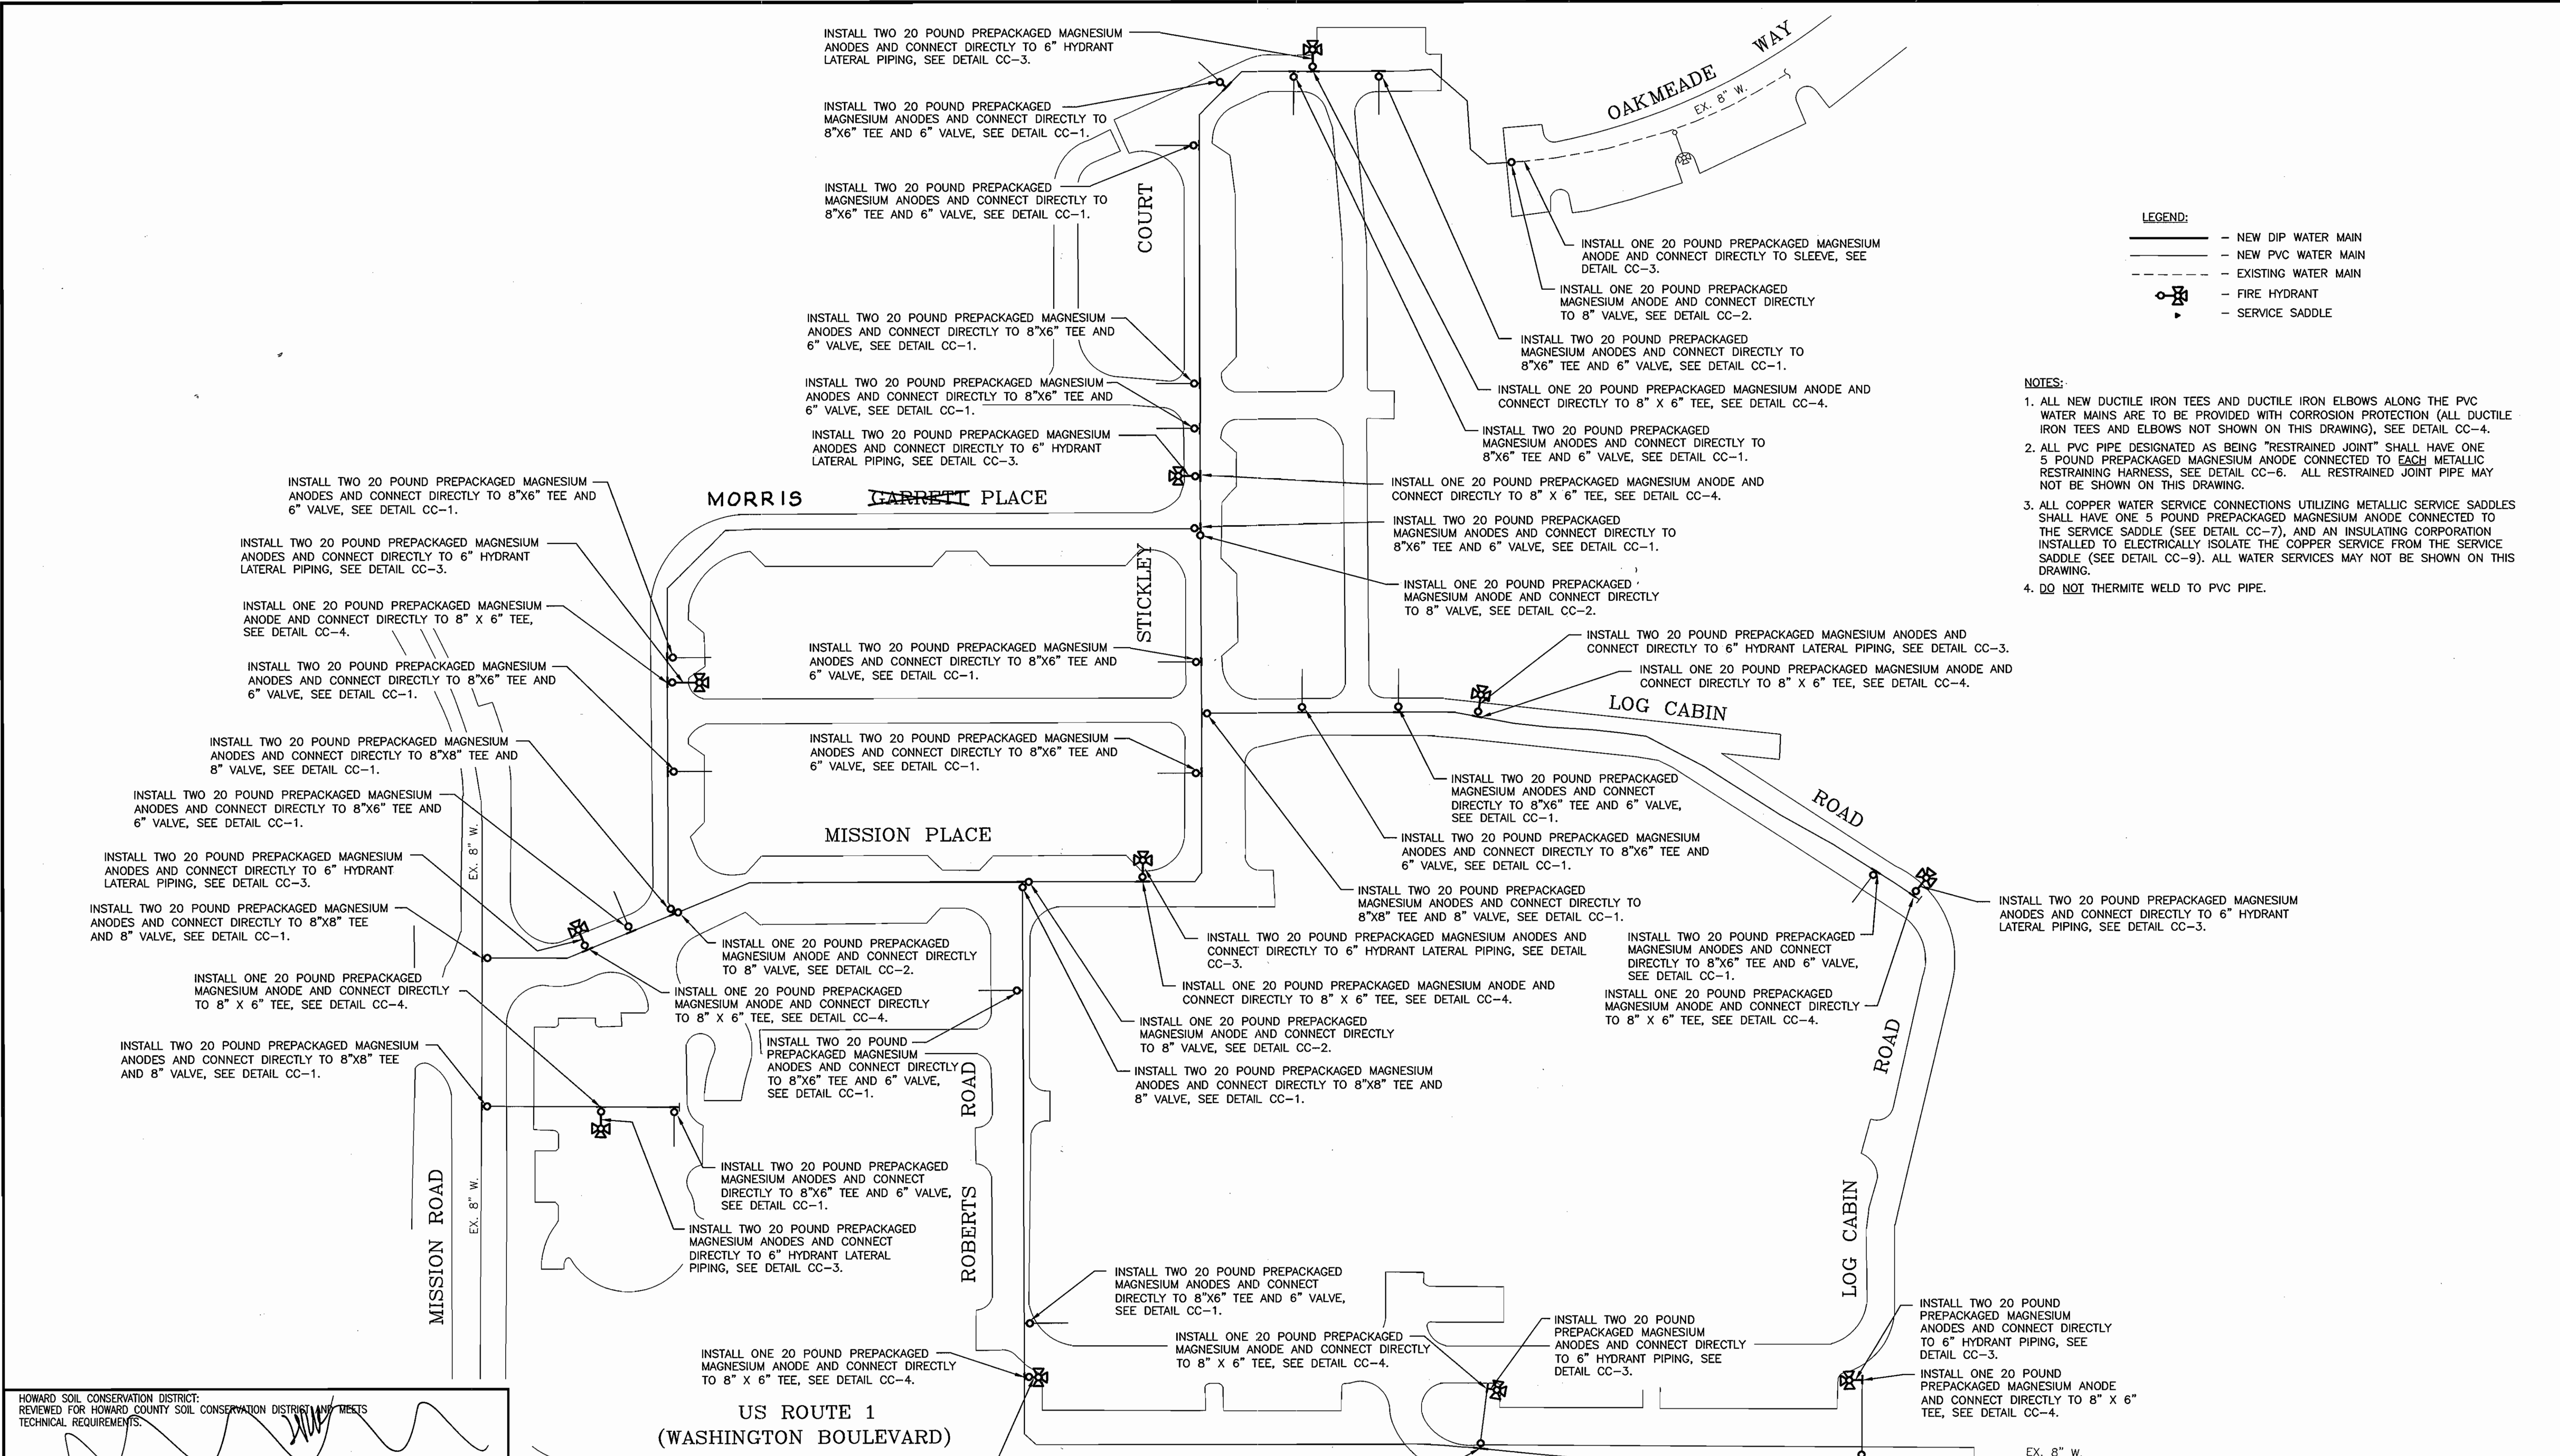 INSTALL TWO 20 POUND PREPACKAGED MAGNESIUM
ANODES AND CONNECT DIRECTLY TO 6" HYDRANT
LATERAL PIPING, SEE DETAIL CC-3.
INSTALL TWO 20 POUND PREPACKAGED
MAGNESIUM ANODES AND CONNECT DIRECTLY TO
8"X6" TEE AND 6" VALVE, SEE DETAIL CC-1.
INSTALL TWO 20 POUND PREPACKAGED
MAGNESIUM ANODES AND CONNECT DIRECTLY TO
8"X6" TEE AND 6" VALVE, SEE DETAIL CC-1.
INSTALL TWO 20 POUND PREPACKAGED MAGNESIUM
ANODES AND CONNECT DIRECTLY TO 8"X6" TEE AND
6" VALVE, SEE DETAIL CC-1.
INSTALL TWO 20 POUND PREPACKAGED MAGNESIUM
ANODES AND CONNECT DIRECTLY TO 8"X6" TEE AND
6" VALVE, SEE DETAIL CC-1.
INSTALL TWO 20 POUND PREPACKAGED MAGNESIUM
ANODES AND CONNECT DIRECTLY TO 6" HYDRANT
LATERAL PIPING, SEE DETAIL CC-3.
COURT
STICKLEY
OAKMEADE WAY
EX. 8" W.
INSTALL ONE 20 POUND PREPACKAGED MAGNESIUM
ANODE AND CONNECT DIRECTLY TO SLEEVE, SEE
DETAIL CC-3.
INSTALL ONE 20 POUND PREPACKAGED
MAGNESIUM ANODE AND CONNECT DIRECTLY
TO 8" VALVE, SEE DETAIL CC-2.
INSTALL TWO 20 POUND PREPACKAGED
MAGNESIUM ANODES AND CONNECT DIRECTLY TO
8"X6" TEE AND 6" VALVE, SEE DETAIL CC-1.
INSTALL ONE 20 POUND PREPACKAGED MAGNESIUM ANODE AND
CONNECT DIRECTLY TO 8" X 6" TEE, SEE DETAIL CC-4.
INSTALL TWO 20 POUND PREPACKAGED
MAGNESIUM ANODES AND CONNECT DIRECTLY TO
8"X6" TEE AND 6" VALVE, SEE DETAIL CC-1.
INSTALL ONE 20 POUND PREPACKAGED MAGNESIUM ANODE AND
CONNECT DIRECTLY TO 8" X 6" TEE, SEE DETAIL CC-4.
INSTALL TWO 20 POUND PREPACKAGED
MAGNESIUM ANODES AND CONNECT DIRECTLY TO
8"X6" TEE AND 6" VALVE, SEE DETAIL CC-1.
INSTALL ONE 20 POUND PREPACKAGED
MAGNESIUM ANODE AND CONNECT DIRECTLY
TO 8" VALVE, SEE DETAIL CC-2.
LEGEND:
- NEW DIP WATER MAIN
- NEW PVC WATER MAIN
- EXISTING WATER MAIN
- FIRE HYDRANT
- SERVICE SADDLE
NOTES:
1. ALL NEW DUCTILE IRON TEES AND DUCTILE IRON ELBOWS ALONG THE PVC
WATER MAINS ARE TO BE PROVIDED WITH CORROSION PROTECTION (ALL DUCTILE
IRON TEES AND ELBOWS NOT SHOWN ON THIS DRAWING), SEE DETAIL CC-4.
2. ALL PVC PIPE DESIGNATED AS BEING "RESTRAINED JOINT" SHALL HAVE ONE
5 POUND PREPACKAGED MAGNESIUM ANODE CONNECTED TO EACH METALLIC
RESTRAINING HARNESS, SEE DETAIL CC-6. ALL RESTRAINED JOINT PIPE MAY
NOT BE SHOWN ON THIS DRAWING.
3. ALL COPPER WATER SERVICE CONNECTIONS UTILIZING METALLIC SERVICE SADDLES
SHALL HAVE ONE 5 POUND PREPACKAGED MAGNESIUM ANODE CONNECTED TO
THE SERVICE SADDLE (SEE DETAIL CC-7), AND AN INSULATING CORPORATION
INSTALLED TO ELECTRICALLY ISOLATE THE COPPER SERVICE FROM THE SERVICE
SADDLE (SEE DETAIL CC-9). ALL WATER SERVICES MAY NOT BE SHOWN ON THIS
DRAWING.
4. DO NOT THERMITE WELD TO PVC PIPE.
MORRIS GARRETT PLACE
INSTALL TWO 20 POUND PREPACKAGED MAGNESIUM
ANODES AND CONNECT DIRECTLY TO 8"X6" TEE AND
6" VALVE, SEE DETAIL CC-1.
INSTALL TWO 20 POUND PREPACKAGED MAGNESIUM
ANODES AND CONNECT DIRECTLY TO 6" HYDRANT
LATERAL PIPING, SEE DETAIL CC-3.
INSTALL ONE 20 POUND PREPACKAGED MAGNESIUM
ANODE AND CONNECT DIRECTLY TO 8" X 6" TEE,
SEE DETAIL CC-4.
INSTALL TWO 20 POUND PREPACKAGED MAGNESIUM
ANODES AND CONNECT DIRECTLY TO 8"X6" TEE AND
6" VALVE, SEE DETAIL CC-1.
INSTALL TWO 20 POUND PREPACKAGED MAGNESIUM
ANODES AND CONNECT DIRECTLY TO 8"X8" TEE AND
8" VALVE, SEE DETAIL CC-1.
INSTALL TWO 20 POUND PREPACKAGED MAGNESIUM
ANODES AND CONNECT DIRECTLY TO 8"X6" TEE AND
6" VALVE, SEE DETAIL CC-1.
INSTALL TWO 20 POUND PREPACKAGED MAGNESIUM
ANODES AND CONNECT DIRECTLY TO 6" HYDRANT
LATERAL PIPING, SEE DETAIL CC-3.
INSTALL TWO 20 POUND PREPACKAGED MAGNESIUM
ANODES AND CONNECT DIRECTLY TO 8"X8" TEE
AND 8" VALVE, SEE DETAIL CC-1.
INSTALL ONE 20 POUND PREPACKAGED
MAGNESIUM ANODE AND CONNECT DIRECTLY
TO 8" X 6" TEE, SEE DETAIL CC-4.
INSTALL TWO 20 POUND PREPACKAGED MAGNESIUM
ANODES AND CONNECT DIRECTLY TO 8"X8" TEE
AND 8" VALVE, SEE DETAIL CC-1.
EX. 8" W.
EX. 8" W.
MISSION ROAD
INSTALL TWO 20 POUND PREPACKAGED MAGNESIUM
ANODES AND CONNECT DIRECTLY TO 8"X6" TEE AND
6" VALVE, SEE DETAIL CC-1.
INSTALL TWO 20 POUND PREPACKAGED MAGNESIUM
ANODES AND CONNECT DIRECTLY TO 8"X6" TEE AND
6" VALVE, SEE DETAIL CC-1.
MISSION PLACE
INSTALL TWO 20 POUND PREPACKAGED MAGNESIUM ANODES AND
CONNECT DIRECTLY TO 6" HYDRANT LATERAL PIPING, SEE DETAIL CC-3.
INSTALL ONE 20 POUND PREPACKAGED MAGNESIUM ANODE AND
CONNECT DIRECTLY TO 8" X 6" TEE, SEE DETAIL CC-4.
LOG CABIN
ROAD
INSTALL TWO 20 POUND PREPACKAGED
MAGNESIUM ANODES AND CONNECT
DIRECTLY TO 8"X6" TEE AND 6" VALVE,
SEE DETAIL CC-1.
INSTALL TWO 20 POUND PREPACKAGED MAGNESIUM
ANODES AND CONNECT DIRECTLY TO 8"X6" TEE AND
6" VALVE, SEE DETAIL CC-1.
INSTALL TWO 20 POUND PREPACKAGED
MAGNESIUM ANODES AND CONNECT DIRECTLY TO
8"X8" TEE AND 8" VALVE, SEE DETAIL CC-1.
INSTALL TWO 20 POUND PREPACKAGED MAGNESIUM ANODES AND
CONNECT DIRECTLY TO 6" HYDRANT LATERAL PIPING, SEE DETAIL
CC-3.
INSTALL ONE 20 POUND PREPACKAGED MAGNESIUM ANODE AND
CONNECT DIRECTLY TO 8" X 6" TEE, SEE DETAIL CC-4.
INSTALL ONE 20 POUND PREPACKAGED
MAGNESIUM ANODE AND CONNECT DIRECTLY
TO 8" VALVE, SEE DETAIL CC-2.
INSTALL TWO 20 POUND PREPACKAGED MAGNESIUM
ANODES AND CONNECT DIRECTLY TO 8"X8" TEE AND
8" VALVE, SEE DETAIL CC-1.
INSTALL TWO 20 POUND PREPACKAGED
MAGNESIUM ANODES AND CONNECT
DIRECTLY TO 8"X6" TEE AND 6" VALVE,
SEE DETAIL CC-1.
INSTALL ONE 20 POUND PREPACKAGED
MAGNESIUM ANODE AND CONNECT DIRECTLY
TO 8" X 6" TEE, SEE DETAIL CC-4.
INSTALL TWO 20 POUND PREPACKAGED MAGNESIUM
ANODES AND CONNECT DIRECTLY TO 6" HYDRANT
LATERAL PIPING, SEE DETAIL CC-3.
INSTALL ONE 20 POUND PREPACKAGED
MAGNESIUM ANODE AND CONNECT DIRECTLY
TO 8" VALVE, SEE DETAIL CC-2.
INSTALL ONE 20 POUND PREPACKAGED
MAGNESIUM ANODE AND CONNECT DIRECTLY
TO 8" X 6" TEE, SEE DETAIL CC-4.
INSTALL TWO 20 POUND
PREPACKAGED MAGNESIUM
ANODES AND CONNECT DIRECTLY
TO 8"X6" TEE AND 6" VALVE,
SEE DETAIL CC-1.
INSTALL TWO 20 POUND PREPACKAGED
MAGNESIUM ANODES AND CONNECT
DIRECTLY TO 8"X6" TEE AND 6" VALVE,
SEE DETAIL CC-1.
INSTALL TWO 20 POUND PREPACKAGED
MAGNESIUM ANODES AND CONNECT
DIRECTLY TO 6" HYDRANT LATERAL
PIPING, SEE DETAIL CC-3.
ROBERTS ROAD
LOG CABIN ROAD
INSTALL TWO 20 POUND PREPACKAGED
MAGNESIUM ANODES AND CONNECT
DIRECTLY TO 8"X6" TEE AND 6" VALVE,
SEE DETAIL CC-1.
INSTALL ONE 20 POUND PREPACKAGED
MAGNESIUM ANODE AND CONNECT DIRECTLY
TO 8" X 6" TEE, SEE DETAIL CC-4.
INSTALL TWO 20 POUND
PREPACKAGED MAGNESIUM
ANODES AND CONNECT DIRECTLY
TO 6" HYDRANT PIPING, SEE
DETAIL CC-3.
INSTALL TWO 20 POUND
PREPACKAGED MAGNESIUM
ANODES AND CONNECT DIRECTLY
TO 6" HYDRANT PIPING, SEE
DETAIL CC-3.
INSTALL ONE 20 POUND
PREPACKAGED MAGNESIUM ANODE
AND CONNECT DIRECTLY TO 8" X 6"
TEE, SEE DETAIL CC-4.
INSTALL ONE 20 POUND PREPACKAGED
MAGNESIUM ANODE AND CONNECT DIRECTLY
TO 8" X 6" TEE, SEE DETAIL CC-4.
US ROUTE 1
(WASHINGTON BOULEVARD)
EX. 8" W.
HOWARD SOIL CONSERVATION DISTRICT:
REVIEWED FOR HOWARD COUNTY SOIL CONSERVATION DISTRICT AND MEETS
TECHNICAL REQUIREMENTS.